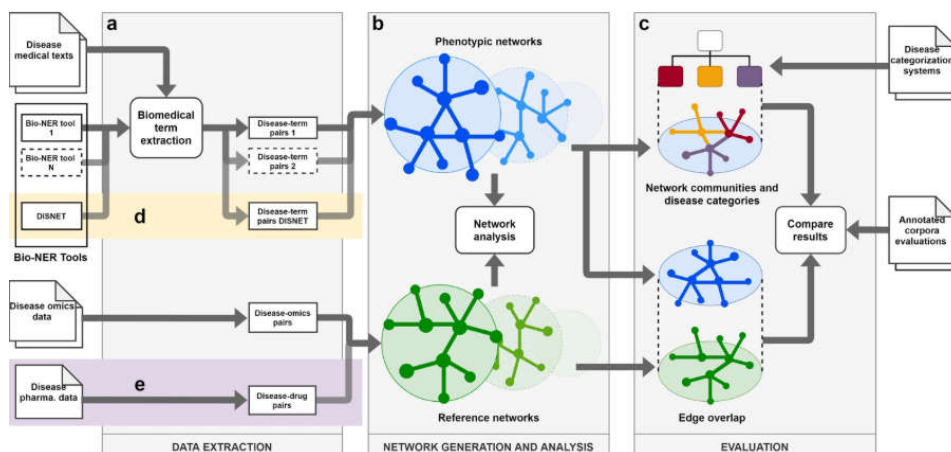 a
b
c
Disease
medical texts
Bio-NER tool
1
Bio-NER tool
N
DISNET
Bio-NER Tools
d
Biomedical
term
extraction
Disease-term
pairs 1
Disease-term
pairs 2
Disease-term
pairs DISNET
Disease omics
data
Disease-omics
pairs
e
Disease
pharma. data
Disease-drug
pairs
DATA EXTRACTION
Phenotypic networks
Network
analysis
Reference networks
NETWORK GENERATION AND ANALYSIS
Network communities and
disease categories
Edge overlap
Compare
results
EVALUATION
Disease
categorization
systems
Annotated
corpora
evaluations